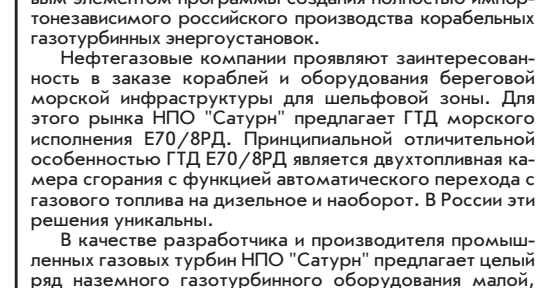 вым элементом программы создания полностью импор-
тонезависимого российского производства корабельных
газотурбинных энергоустановок.
Нефтегазовые компании проявляют заинтересован-
ность в заказе кораблей и оборудования береговой
морской инфраструктуры для шельфовой зоны. Для
этого рынка НПО "Сатурн" предлагает ГТД морского
исполнения Е70/8РД. Принципиальной отличительной
особенностью ГТД Е70/8РД является двухтопливная ка-
мера сгорания с функцией автоматического перехода с
газового топлива на дизельное и наоборот. В России эти
решения уникальны.
В качестве разработчика и производителя промыш-
ленных газовых турбин НПО "Сатурн" предлагает целый
ряд наземного газотурбинного оборудования малой,